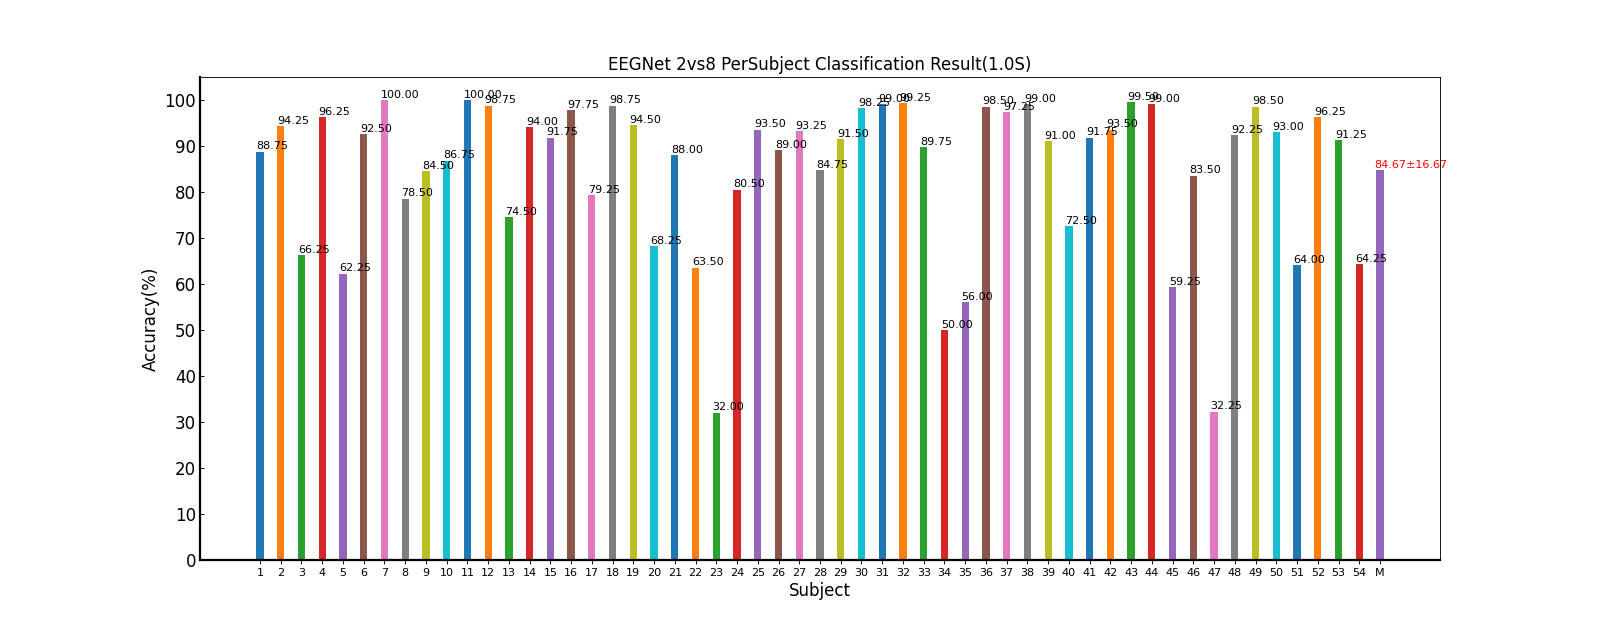 EEGNet 2vs8 PerSubject Classification Result(1.0S)
Accuracy(%)
100
90
80
70
60
50
40
30
20
10
0
88.75 94.25 66.25 96.25 62.25 92.50 100.00 78.50 84.50 86.75 100.00 98.75 74.50 94.00 91.75 97.75 79.25 98.75 94.50 68.25 88.00 63.50 32.00 80.50 93.50 89.00 93.25 84.75 91.50 98.25 99.00 99.25 89.75 50.00 56.00 98.50 97.25 99.00 91.00 72.50 91.75 93.50 99.50 99.00 59.25 83.50 32.25 92.25 98.50 93.00 64.00 96.25 91.25 64.25 84.67±16.67
1 2 3 4 5 6 7 8 9 10 11 12 13 14 15 16 17 18 19 20 21 22 23 24 25 26 27 28 29 30 31 32 33 34 35 36 37 38 39 40 41 42 43 44 45 46 47 48 49 50 51 52 53 54 M
Subject